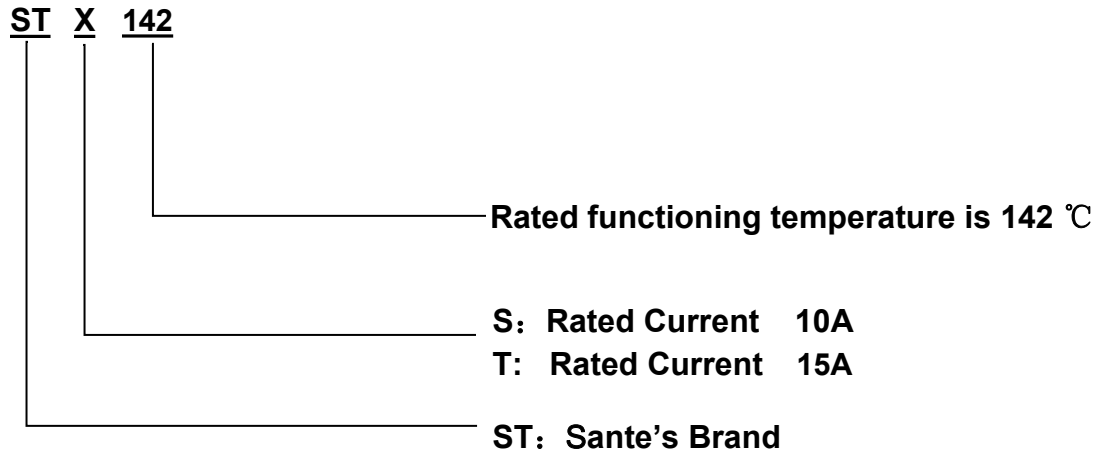 ST X 142
Rated functioning temperature is 142 ℃
S：Rated Current 10A
T: Rated Current 15A
ST：Sante’s Brand